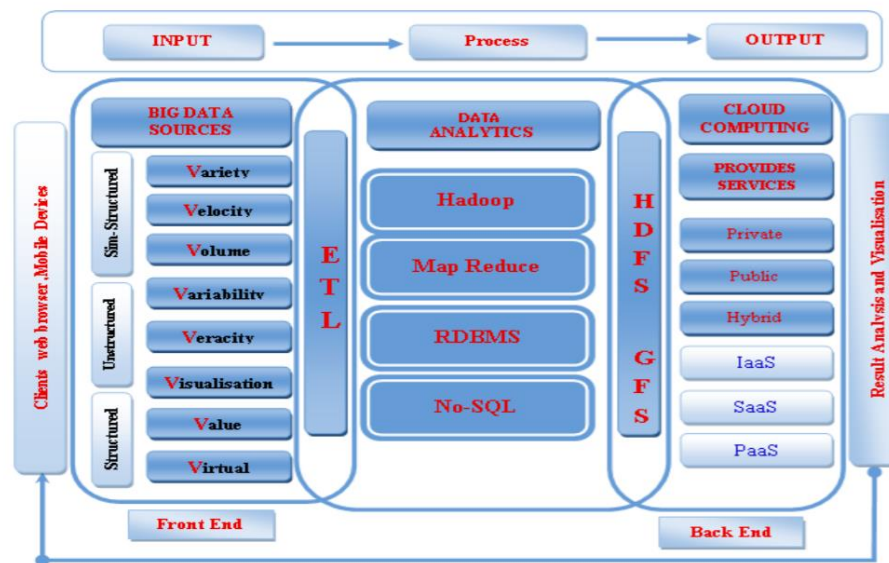 INPUT
Process
OUTPUT
Clients web browser ,Mobile Devices
BIG DATA
SOURCES
Sim-Structured
Unstructured
Structured
Variety
Velocity
Volume
Variability
Veracity
Visualisation
Value
Virtual
ETL
DATA
ANALYTICS
Hadoop
Map Reduce
RDBMS
No-SQL
HDFS GFS
CLOUD
COMPUTING
PROVIDES
SERVICES
Private
Public
Hybrid
IaaS
SaaS
PaaS
Result Analysis and Visualisation
Front End
Back End